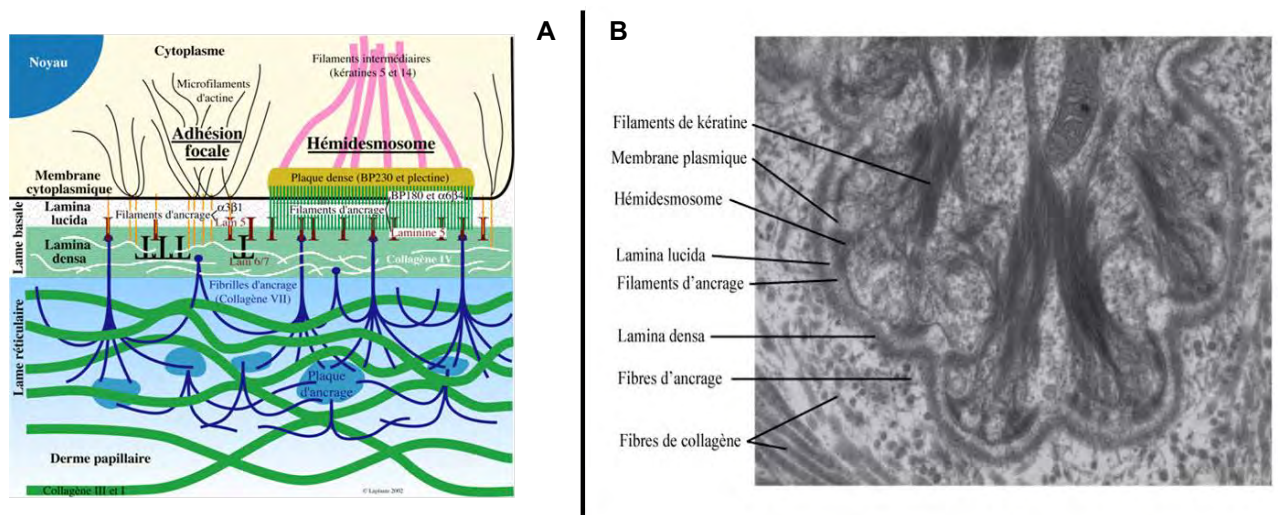 A
B
Noyau
Cytoplasme
Filaments intermédiaires
(kératines 5 et 14)
Microfilaments
d'actine
Adhésion
focale
Hémidesmosome
Plaque dense (BP230 et plectine)
Membrane
cytoplasmique
BP180 et α6β4
Lame basale
Lamina
lucida
Filaments d'ancrage
α3β1
Lam 5
Filaments d'ancrage
Laminine 5
Lamina
densa
Lam 6/7
Collagène IV
Lame réticulaire
Fibrilles d'ancrage
(Collagène VII)
Plaque
d'ancrage
Derme papillaire
Collagène III et I
© Laplante 2002
Filaments de kératine
Membrane plasmique
Hémidesmosome
Lamina lucida
Filaments d'ancrage
Lamina densa
Fibres d'ancrage
Fibres de collagène